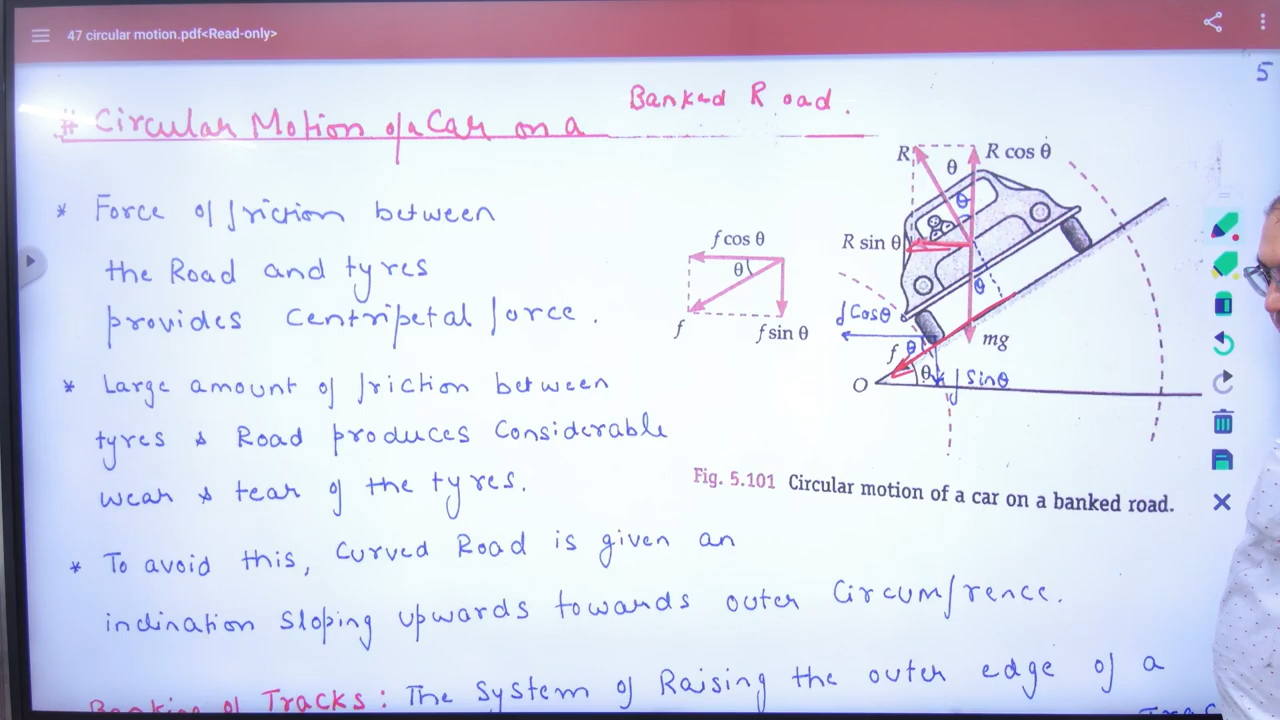 47 circular motion.pdf<Read-only>
5
# Circular Motion of a Car on a Banked Road.
* Force of friction between
the Road and tyres
provides centripetal force.
* Large amount of friction between
tyres & Road produces considerable
wear & tear of the tyres.
* To avoid this, curved Road is given an
inclination sloping upwards towards outer Circumfrence.
Banking of Tracks: The system of Raising the outer edge of a
f cos θ
θ
f
f sin θ
R
θ
R cos θ
θ
R sin θ
θ
f Cosθ
mg
f
θ
θ
O
f Sinθ
Fig. 5.101 Circular motion of a car on a banked road.